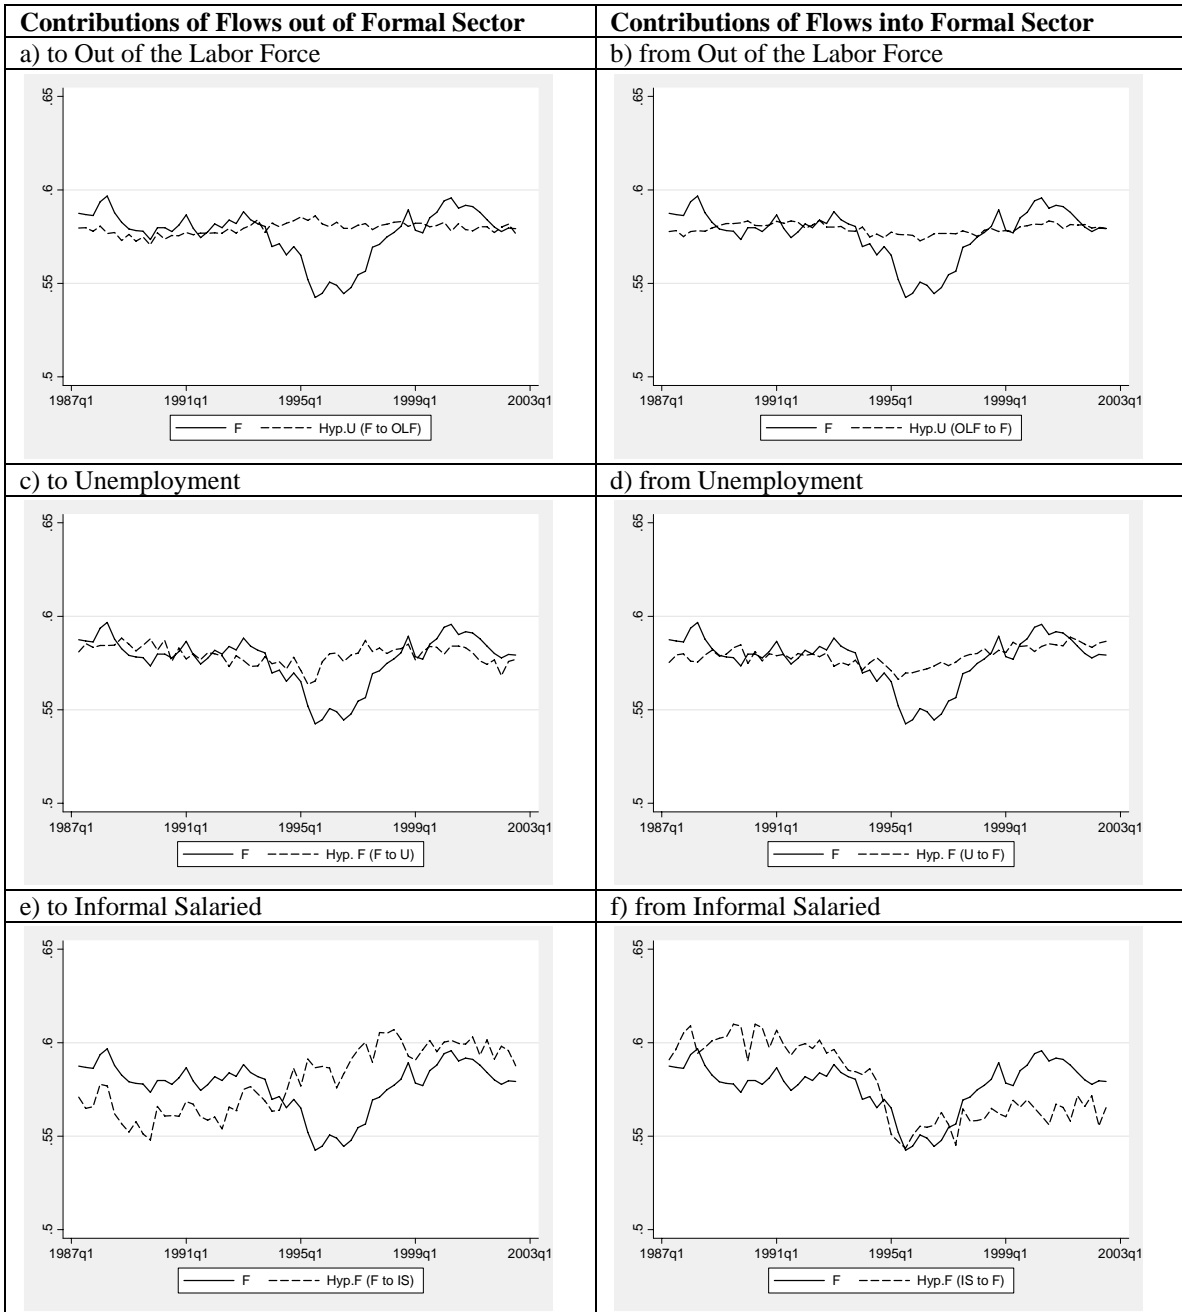 Contributions of Flows out of Formal Sector
Contributions of Flows into Formal Sector
a) to Out of the Labor Force
b) from Out of the Labor Force
.65
.6
.55
.5
1987q1 1991q1 1995q1 1999q1 2003q1
F Hyp.U (F to OLF)
.65
.6
.55
.5
1987q1 1991q1 1995q1 1999q1 2003q1
F Hyp.U (OLF to F)
c) to Unemployment
d) from Unemployment
.65
.6
.55
.5
1987q1 1991q1 1995q1 1999q1 2003q1
F Hyp. F (F to U)
.65
.6
.55
.5
1987q1 1991q1 1995q1 1999q1 2003q1
F Hyp. F (U to F)
e) to Informal Salaried
f) from Informal Salaried
.65
.6
.55
.5
1987q1 1991q1 1995q1 1999q1 2003q1
F Hyp.F (F to IS)
.65
.6
.55
.5
1987q1 1991q1 1995q1 1999q1 2003q1
F Hyp.F (IS to F)